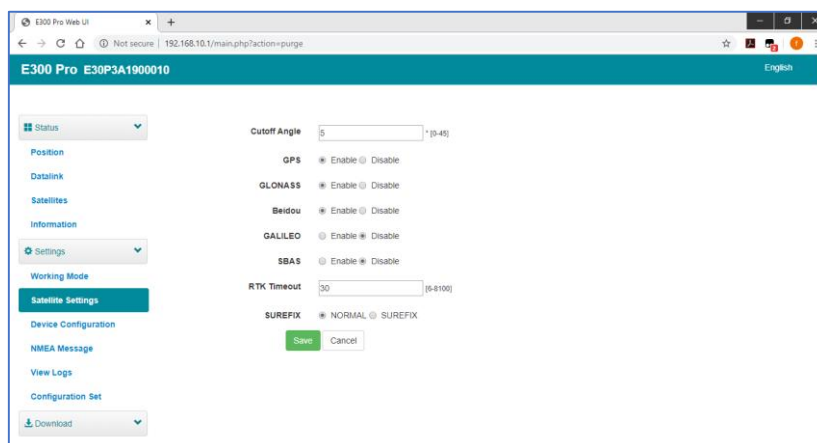 E300 Pro Web UI
Not secure | 192.168.10.1/main.php?action=purge
E300 Pro E30P3A1900010
English
Status
Position
Datalink
Satellites
Information
Settings
Working Mode
Satellite Settings
Device Configuration
NMEA Message
View Logs
Configuration Set
Download
Cutoff Angle 5 ° [0-45]
GPS Enable Disable
GLONASS Enable Disable
Beidou Enable Disable
GALILEO Enable Disable
SBAS Enable Disable
RTK Timeout 30 [6-8100]
SUREFIX NORMAL SUREFIX
Save Cancel